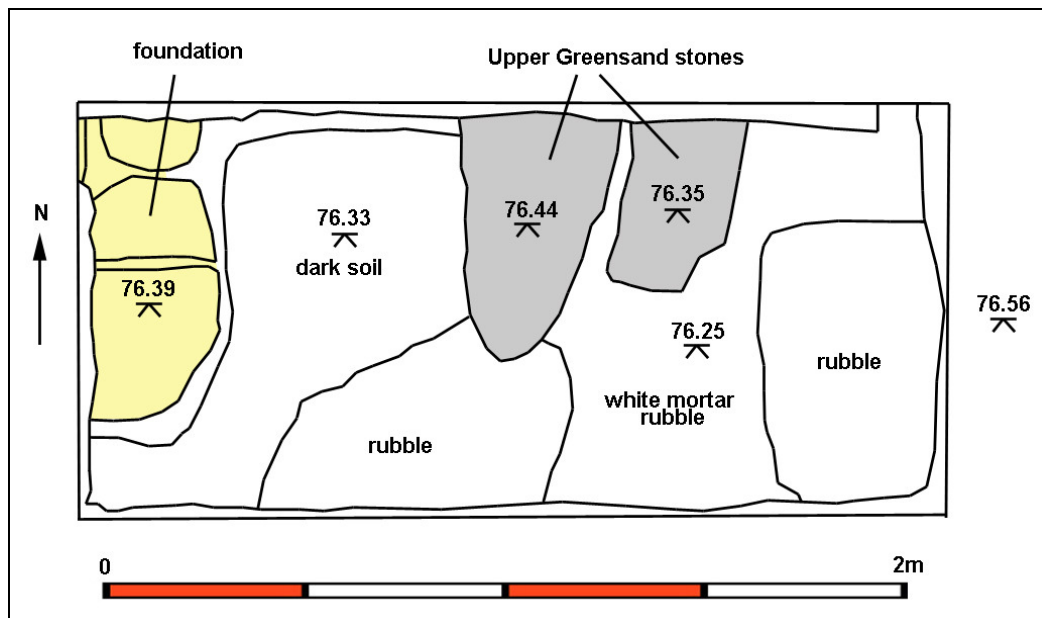 foundation
Upper Greensand stones
N
76.33
dark soil
76.44
76.35
76.39
76.25
76.56
rubble
white mortar
rubble
rubble
0
2m